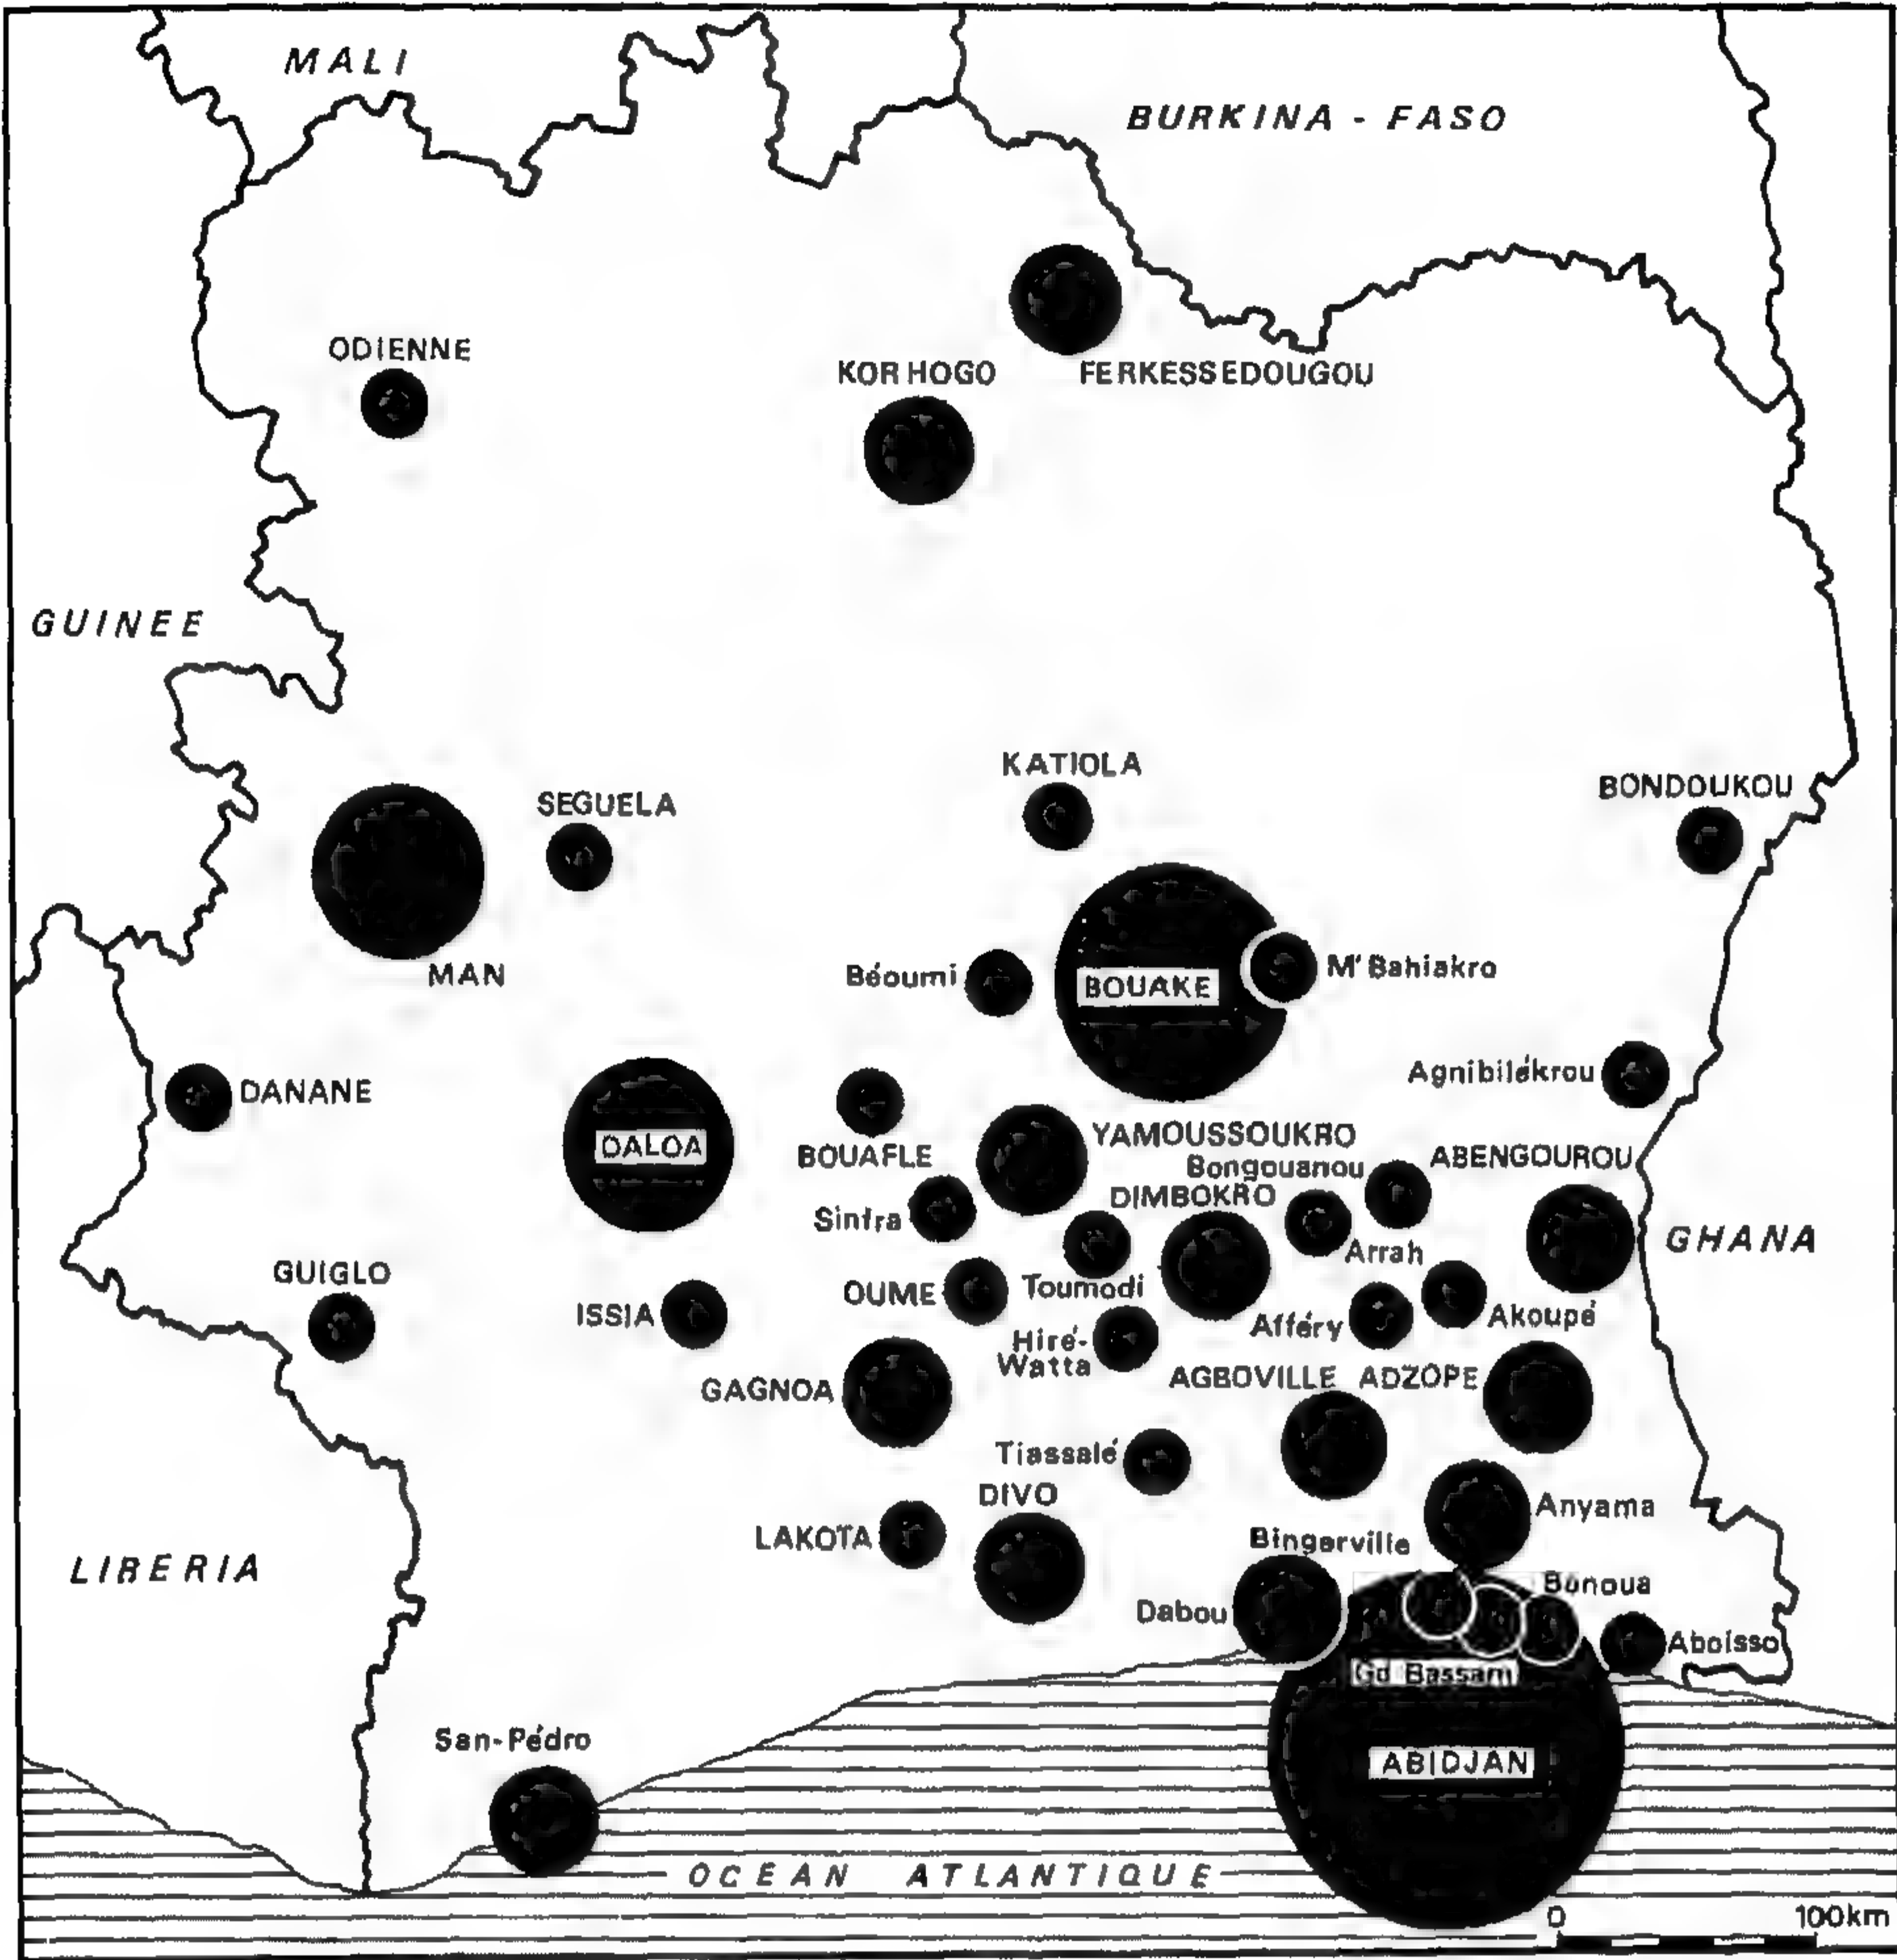 MALI
BURKINA - FASO
ODIENNE
KORHOGO
FERKESSEDOUGOU
GUINEE
KATIOLA
BONDOUKOU
SEGUELA
MAN
Béoumi
BOUAKE
M'Bahiakro
DANANE
Agnibilékrou
DALOA
BOUAFLE
YAMOUSSOUKRO
ABENGOUROU
Bongouanou
DIMBOKRO
Sinfra
GHANA
Arrah
GUIGLO
OUME
Toumodi
ISSIA
Afféry
Akoupé
Hiré-
Watta
GAGNOA
AGBOVILLE
ADZOPE
Tiassalé
DIVO
Anyama
LAKOTA
Bingerville
LIBERIA
Bonoua
Dabou
Aboisso
Gd Bassam
San-Pédro
ABIDJAN
OCEAN ATLANTIQUE
0
100km